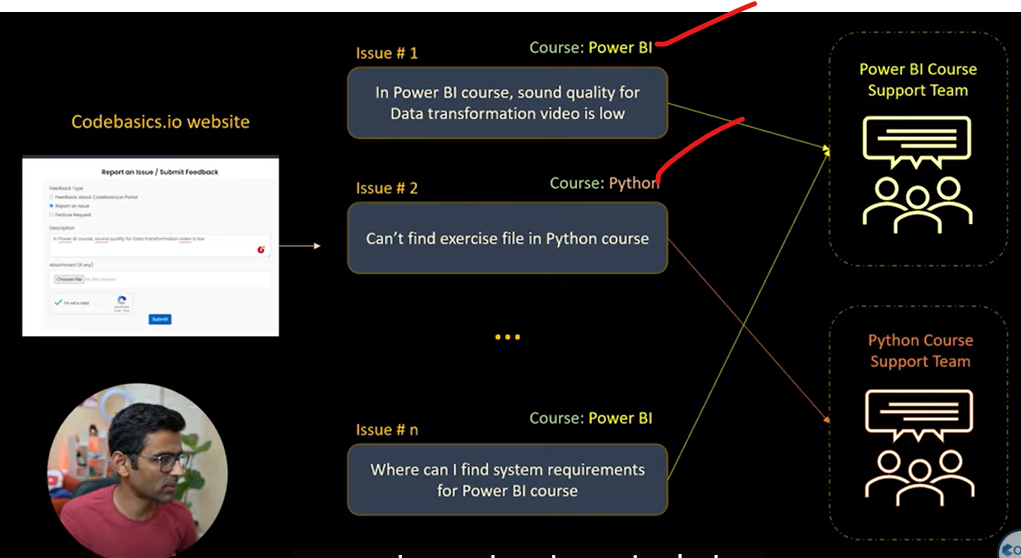 Codebasics.io website
Report an Issue / Submit Feedback
Feedback Type
Feedback about Codebasics.io Portal
Report an Issue
Feature Request
Description
In Power BI course, sound quality for Data transformation video is low
Attachment (if any)
Choose File No file chosen
I'm not a robot
Submit
Issue # 1
Course: Power BI
In Power BI course, sound quality for
Data transformation video is low
Issue # 2
Course: Python
Can't find exercise file in Python course
...
Issue # n
Course: Power BI
Where can I find system requirements
for Power BI course
Power BI Course
Support Team
Python Course
Support Team